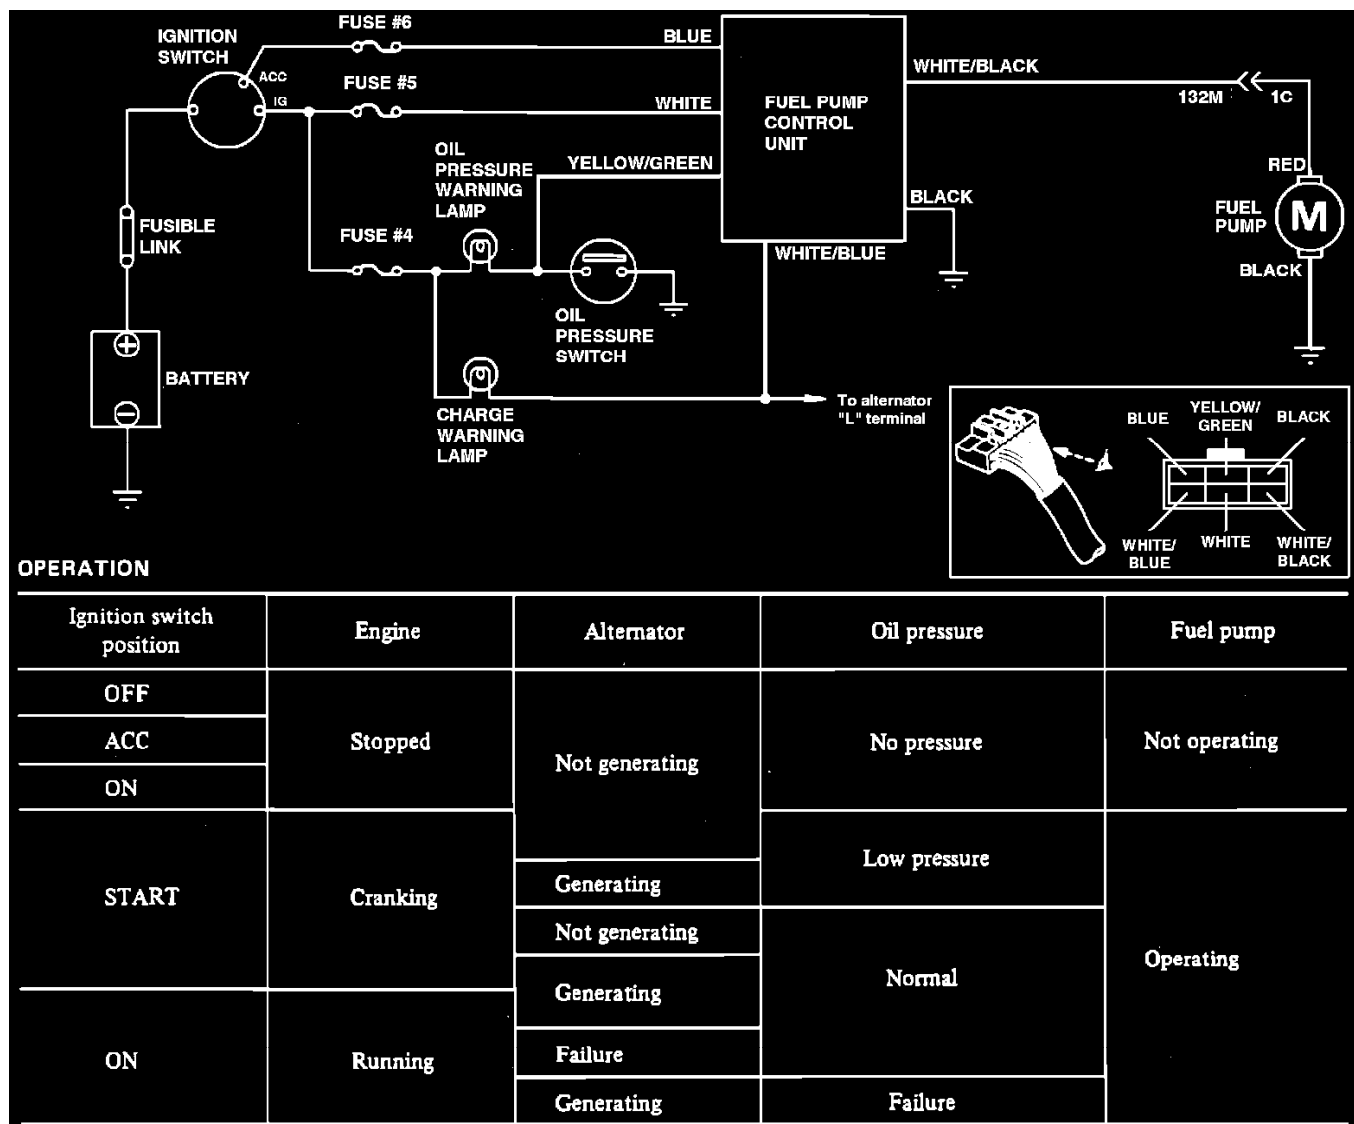 FUSE #6
IGNITION
SWITCH
BLUE
ACC
FUSE #5
IG
WHITE
WHITE/BLACK
132M
1C
FUEL PUMP
CONTROL
UNIT
OIL
PRESSURE
WARNING
LAMP
YELLOW/GREEN
RED
BLACK
FUEL
PUMP
M
FUSIBLE
LINK
FUSE #4
WHITE/BLUE
BLACK
OIL
PRESSURE
SWITCH
BATTERY
CHARGE
WARNING
LAMP
To alternator
"L" terminal
BLUE
YELLOW/
GREEN
BLACK
WHITE/
BLUE
WHITE
WHITE/
BLACK
OPERATION
Ignition switch
position
Engine
Alternator
Oil pressure
Fuel pump
OFF
ACC
ON
Stopped
Not generating
No pressure
Not operating
START
Cranking
Generating
Low pressure
Not generating
Generating
Normal
Operating
ON
Running
Failure
Generating
Failure